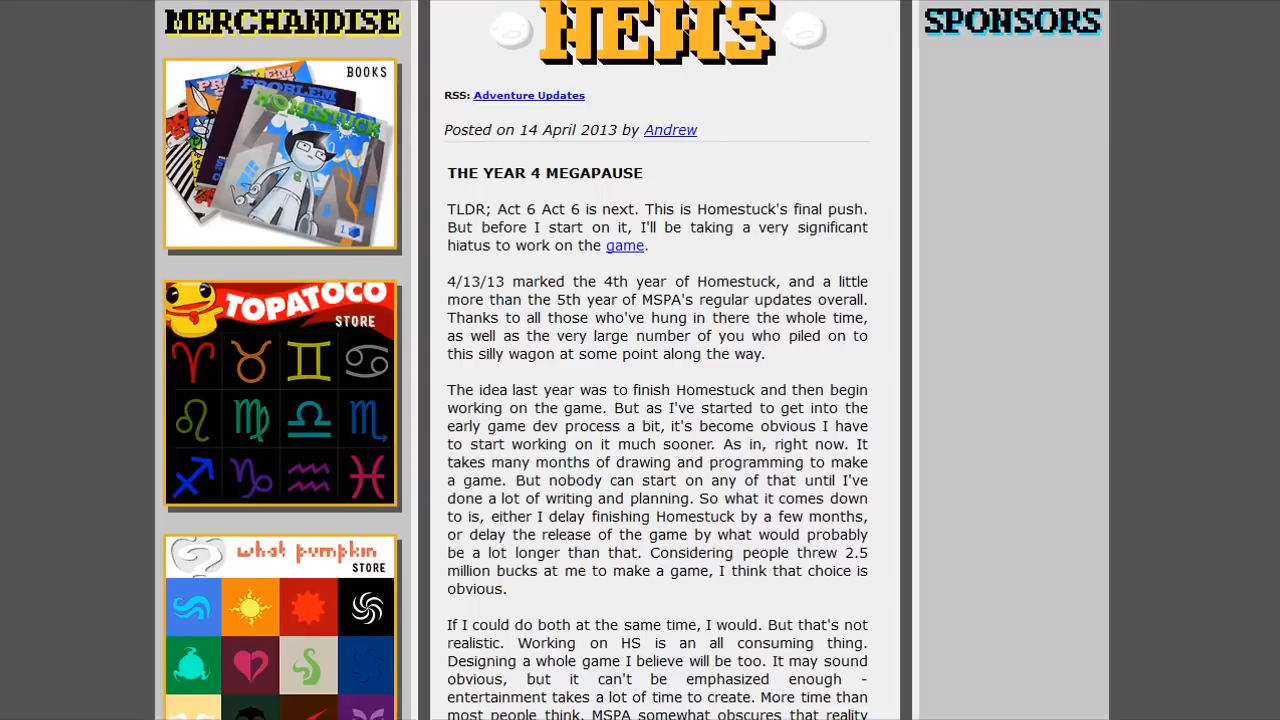 MERCHANDISE
BOOKS
PROBLEM
HOMESTUCK
TOPATOCO
STORE
♈ ♉ ♊ ♋
♌ ♍ ♎ ♏
♐ ♑ ♒ ♓
what pumpkin
STORE
NEWS
RSS: Adventure Updates
Posted on 14 April 2013 by Andrew
THE YEAR 4 MEGAPAUSE
TLDR; Act 6 Act 6 is next. This is Homestuck's final push.
But before I start on it, I'll be taking a very significant
hiatus to work on the game.
4/13/13 marked the 4th year of Homestuck, and a little
more than the 5th year of MSPA's regular updates overall.
Thanks to all those who've hung in there the whole time,
as well as the very large number of you who piled on to
this silly wagon at some point along the way.
The idea last year was to finish Homestuck and then begin
working on the game. But as I've started to get into the
early game dev process a bit, it's become obvious I have
to start working on it much sooner. As in, right now. It
takes many months of drawing and programming to make
a game. But nobody can start on any of that until I've
done a lot of writing and planning. So what it comes down
to is, either I delay finishing Homestuck by a few months,
or delay the release of the game by what would probably
be a lot longer than that. Considering people threw 2.5
million bucks at me to make a game, I think that choice is
obvious.
If I could do both at the same time, I would. But that's not
realistic. Working on HS is an all consuming thing.
Designing a whole game I believe will be too. It may sound
obvious, but it can't be emphasized enough -
entertainment takes a lot of time to create. More time than
most people think. MSPA somewhat obscures that reality
SPONSORS